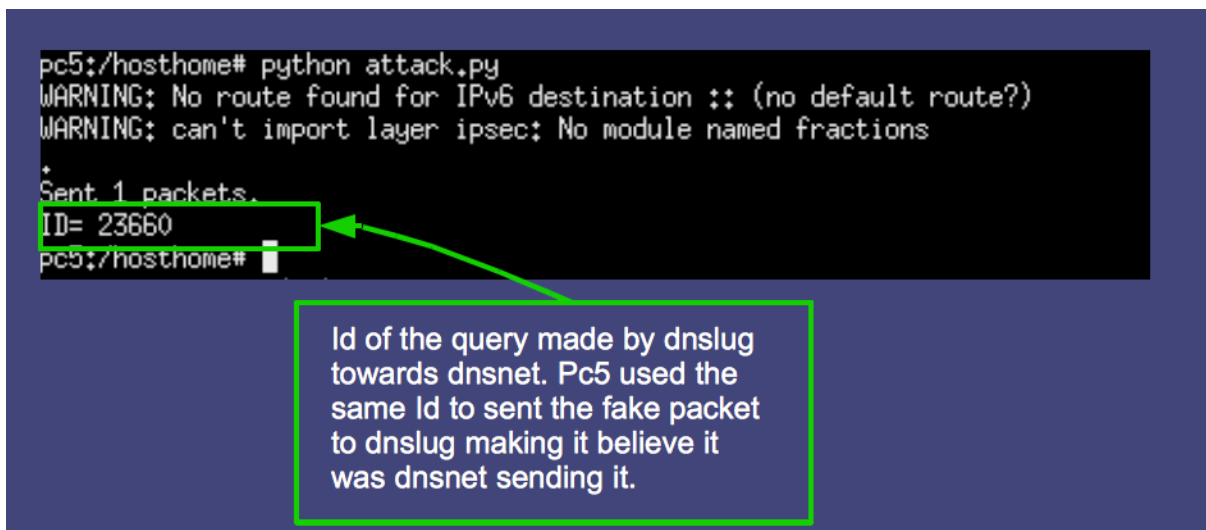 pc5:/hosthome# python attack.py
WARNING: No route found for IPv6 destination :: (no default route?)
WARNING: can't import layer ipsec: No module named fractions
.
Sent 1 packets.
ID= 23660
pc5:/hosthome#
Id of the query made by dnslug
towards dnsnet. Pc5 used the
same Id to sent the fake packet
to dnslug making it believe it
was dnsnet sending it.